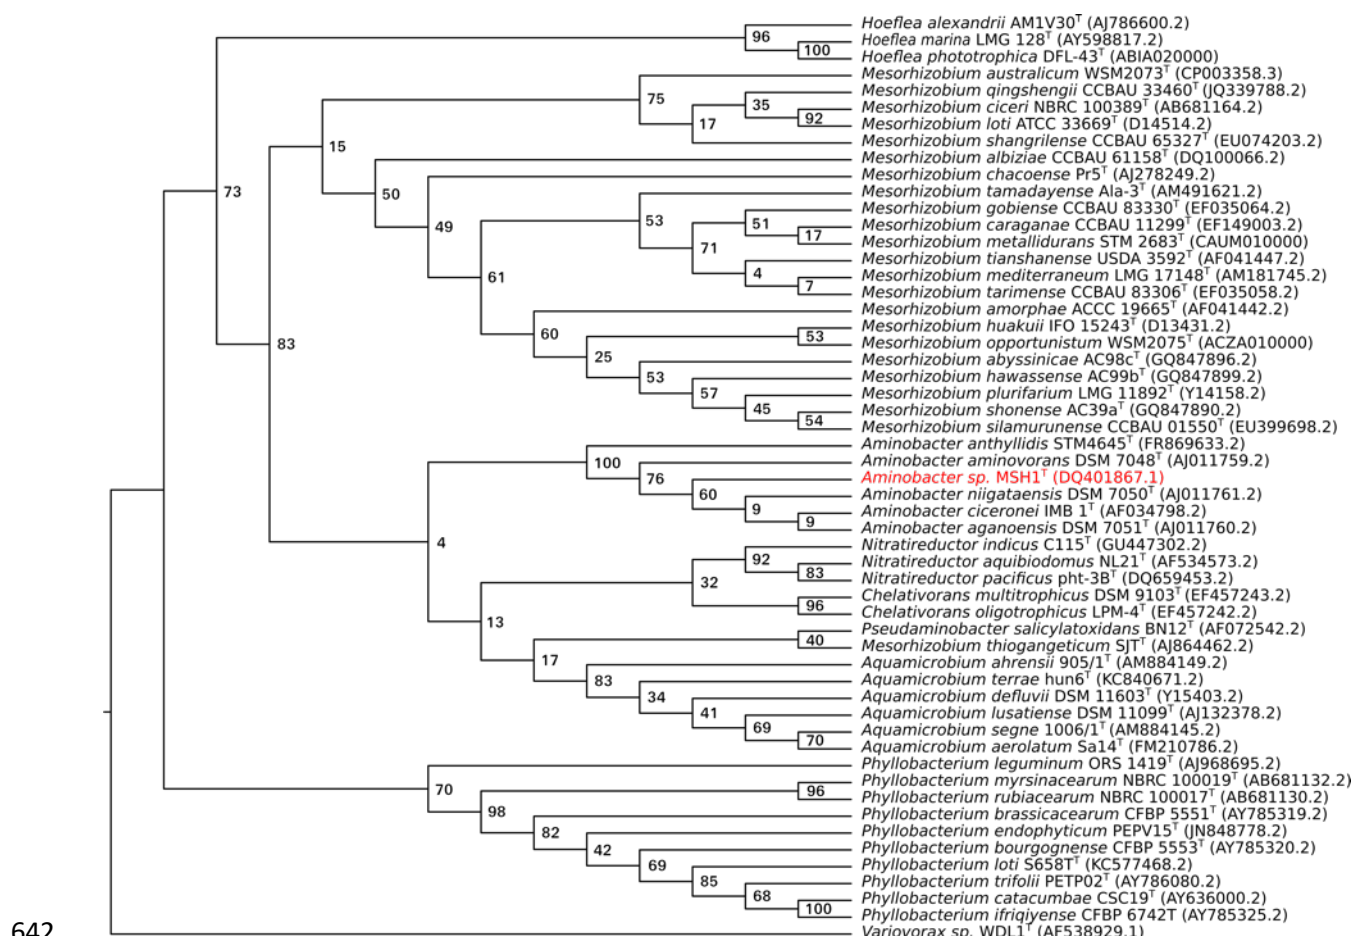 Hoeflea alexandrii AM1V30ᵀ (AJ786600.2)
96
Hoeflea marina LMG 128ᵀ (AY598817.2)
100
Hoeflea phototrophica DFL-43ᵀ (ABIA020000)
Mesorhizobium australicum WSM2073ᵀ (CP003358.3)
75
Mesorhizobium qingshengii CCBAU 33460ᵀ (JQ339788.2)
35
Mesorhizobium ciceri NBRC 100389ᵀ (AB681164.2)
92
17
Mesorhizobium loti ATCC 33669ᵀ (D14514.2)
Mesorhizobium shangrilense CCBAU 65327ᵀ (EU074203.2)
15
Mesorhizobium albiziae CCBAU 61158ᵀ (DQ100066.2)
Mesorhizobium chacoense Pr5ᵀ (AJ278249.2)
73
50
Mesorhizobium tamadayense Ala-3ᵀ (AM491621.2)
Mesorhizobium gobiense CCBAU 83330ᵀ (EF035064.2)
53
51
49
Mesorhizobium caraganae CCBAU 11299ᵀ (EF149003.2)
17
Mesorhizobium metallidurans STM 2683ᵀ (CAUM010000)
71
Mesorhizobium tianshanense USDA 3592ᵀ (AF041447.2)
4
61
Mesorhizobium mediterraneum LMG 17148ᵀ (AM181745.2)
7
Mesorhizobium tarimense CCBAU 83306ᵀ (EF035058.2)
Mesorhizobium amorphae ACCC 19665ᵀ (AF041442.2)
60
Mesorhizobium huakuii IFO 15243ᵀ (D13431.2)
53
83
Mesorhizobium opportunistum WSM2075ᵀ (ACZA010000)
25
Mesorhizobium abyssinicae AC98cᵀ (GQ847896.2)
53
Mesorhizobium hawassense AC99bᵀ (GQ847899.2)
57
Mesorhizobium plurifarium LMG 11892ᵀ (Y14158.2)
45
Mesorhizobium shonense AC39aᵀ (GQ847890.2)
54
Mesorhizobium silamurunense CCBAU 01550ᵀ (EU399698.2)
Aminobacter anthyllidis STM4645ᵀ (FR869633.2)
100
Aminobacter aminovorans DSM 7048ᵀ (AJ011759.2)
76
Aminobacter sp. MSH1ᵀ (DQ401867.1)
60
Aminobacter niigataensis DSM 7050ᵀ (AJ011761.2)
9
Aminobacter ciceronei IMB 1ᵀ (AF034798.2)
9
Aminobacter aganoensis DSM 7051ᵀ (AJ011760.2)
4
Nitratireductor indicus C115ᵀ (GU447302.2)
92
Nitratireductor aquibiodomus NL21ᵀ (AF534573.2)
83
32
Nitratireductor pacificus pht-3Bᵀ (DQ659453.2)
Chelativorans multitrophicus DSM 9103ᵀ (EF457243.2)
96
Chelativorans oligotrophicus LPM-4ᵀ (EF457242.2)
13
Pseudaminobacter salicylatoxidans BN12ᵀ (AF072542.2)
40
Mesorhizobium thiogangeticum SJTᵀ (AJ864462.2)
17
Aquamicrobium ahrensii 905/1ᵀ (AM884149.2)
83
Aquamicrobium terrae hun6ᵀ (KC840671.2)
34
Aquamicrobium defluvii DSM 11603ᵀ (Y15403.2)
41
Aquamicrobium lusatiense DSM 11099ᵀ (AJ132378.2)
69
Aquamicrobium segne 1006/1ᵀ (AM884145.2)
70
Aquamicrobium aerolatum Sa14ᵀ (FM210786.2)
Phyllobacterium leguminum ORS 1419ᵀ (AJ968695.2)
70
Phyllobacterium myrsinacearum NBRC 100019ᵀ (AB681132.2)
96
Phyllobacterium rubiacearum NBRC 100017ᵀ (AB681130.2)
98
Phyllobacterium brassicacearum CFBP 5551ᵀ (AY785319.2)
82
Phyllobacterium endophyticum PEPV15ᵀ (JN848778.2)
42
Phyllobacterium bourgognense CFBP 5553ᵀ (AY785320.2)
69
Phyllobacterium loti S658Tᵀ (KC577468.2)
85
Phyllobacterium trifolii PETP02ᵀ (AY786080.2)
68
Phyllobacterium catacumbae CSC19ᵀ (AY636000.2)
100
Phyllobacterium ifriqiyense CFBP 6742T (AY785325.2)
642
Variovorax sp. WDL1ᵀ (AF538929.1)